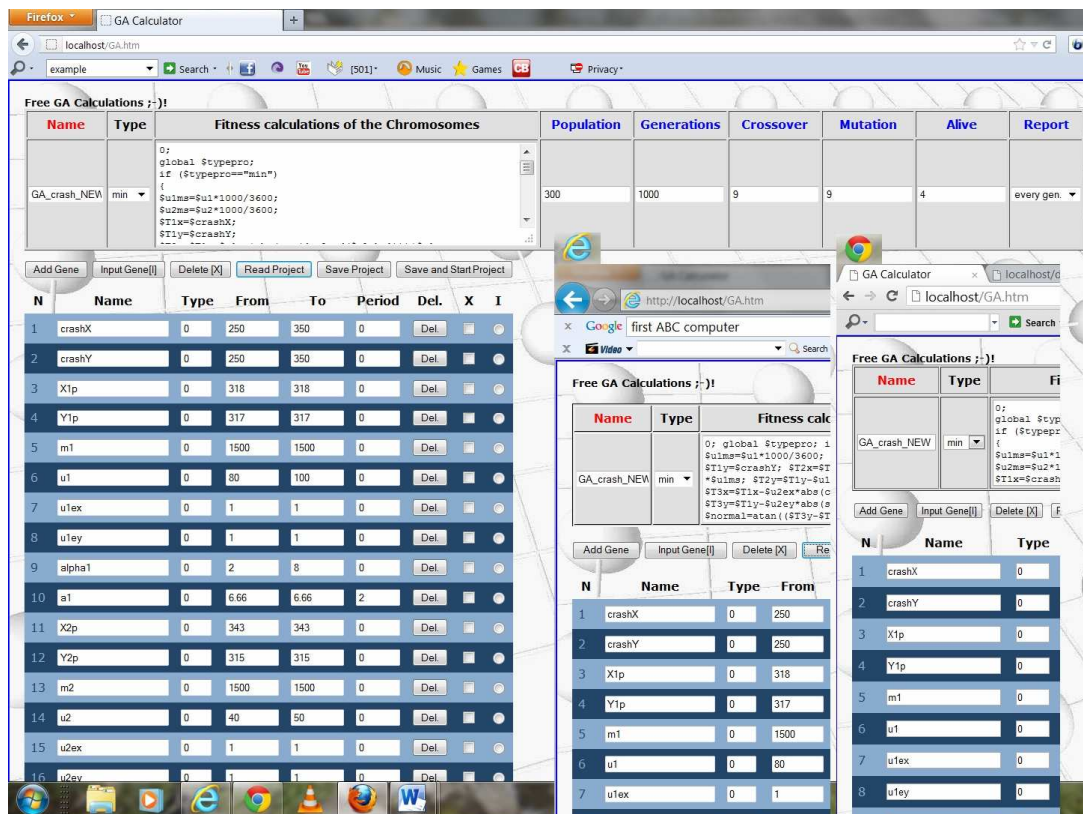 Firefox
GA Calculator
+
localhost/GA.htm
example Search [501] Music Games CB Privacy
Free GA Calculations ;-)!
Name Type Fitness calculations of the Chromosomes Population Generations Crossover Mutation Alive Report
GA_crash_NEW min 300 1000 9 9 4 every gen.
0;
global $typepro;
if ($typepro=="min")
{
$u1ms=$u1*1000/3600;
$u2ms=$u2*1000/3600;
$T1x=$crashX;
$T1y=$crashY;
Add Gene Input Gene[I] Delete [X] Read Project Save Project Save and Start Project
N Name Type From To Period Del. X I
1 crashX 0 250 350 0 Del.
2 crashY 0 250 350 0 Del.
3 X1p 0 318 318 0 Del.
4 Y1p 0 317 317 0 Del.
5 m1 0 1500 1500 0 Del.
6 u1 0 80 100 0 Del.
7 u1ex 0 1 1 0 Del.
8 u1ey 0 1 1 0 Del.
9 alpha1 0 2 8 0 Del.
10 a1 0 6.66 6.66 2 Del.
11 X2p 0 343 343 0 Del.
12 Y2p 0 315 315 0 Del.
13 m2 0 1500 1500 0 Del.
14 u2 0 40 50 0 Del.
15 u2ex 0 1 1 0 Del.
16 u2ey 0 1 1 0 Del.
http://localhost/GA.htm
x Google first ABC computer
X Video Search
Free GA Calculations ;-)!
Name Type Fitness calc
GA_crash_NEW min
0; global $typepro; i
$u1ms=$u1*1000/3600;
$T1y=$crashY; $T2x=$T
*$u1ms; $T2y=$T1y-$u1
$T3x=$T1x-$u2ex*abs(c
$T3y=$T1y-$u2ey*abs(s
$normal=atan(($T3y-$T
Add Gene Input Gene[I] Delete [X] Re
N Name Type From
1 crashX 0 250
2 crashY 0 250
3 X1p 0 318
4 Y1p 0 317
5 m1 0 1500
6 u1 0 80
7 u1ex 0 1
GA Calculator × localhost/d
localhost/GA.htm
Search
Free GA Calculations ;-)!
Name Type Fi
GA_crash_NEW min
0;
global $typ
if ($typepr
{
$u1ms=$u1*1
$u2ms=$u2*1
$T1x=$crash
Add Gene Input Gene[I] Delete [X] F
N Name Type
1 crashX 0
2 crashY 0
3 X1p 0
4 Y1p 0
5 m1 0
6 u1 0
7 u1ex 0
8 u1ey 0